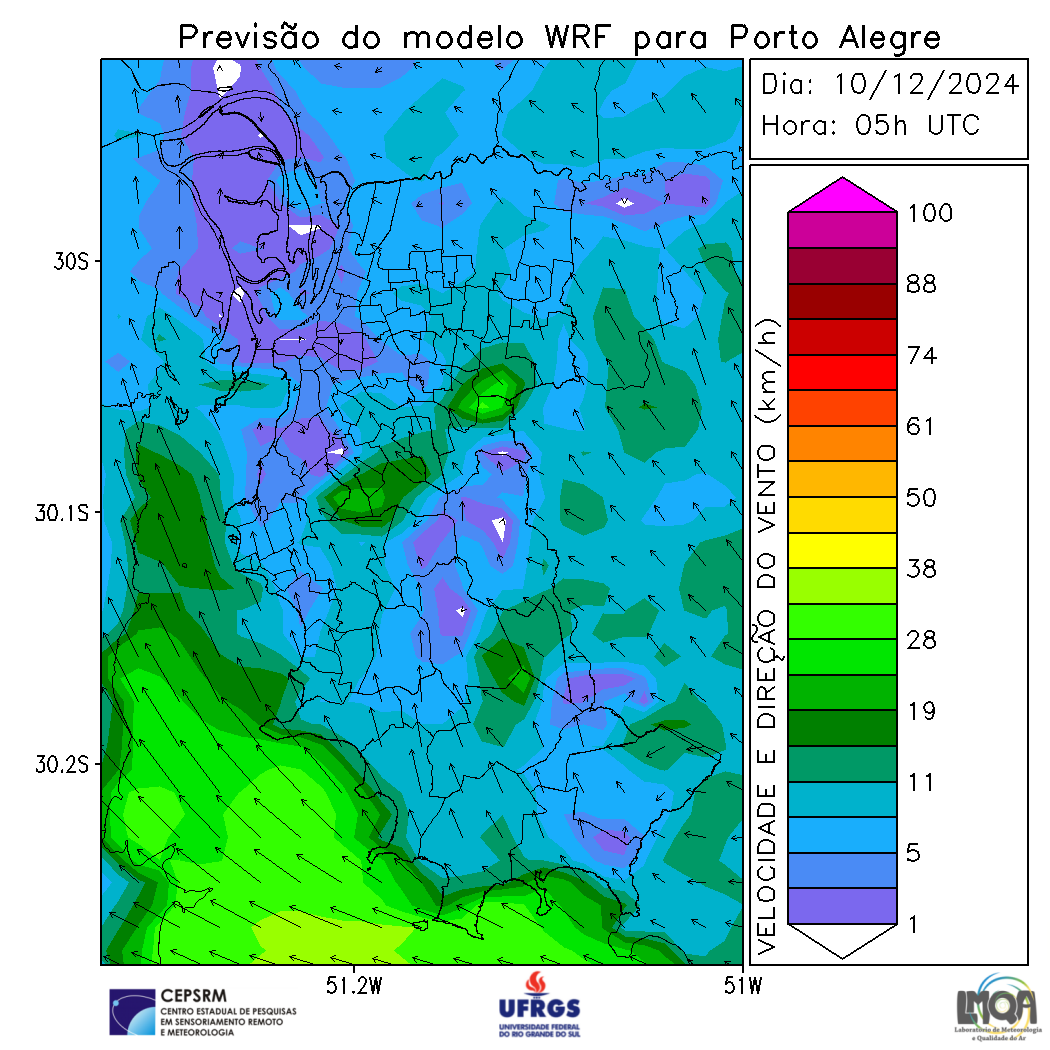 Previsão do modelo WRF para Porto Alegre
Dia: 10/12/2024
Hora: 05h UTC
30S
30.1S
30.2S
51.2W
51W
VELOCIDADE E DIREÇÃO DO VENTO (km/h)
100
88
74
61
50
38
28
19
11
5
1
CEPSRM
CENTRO ESTADUAL DE PESQUISAS
EM SENSORIAMENTO REMOTO
E METEOROLOGIA
UFRGS
UNIVERSIDADE FEDERAL
DO RIO GRANDE DO SUL
LMQA
Laboratório de Meteorologia
e Qualidade do Ar